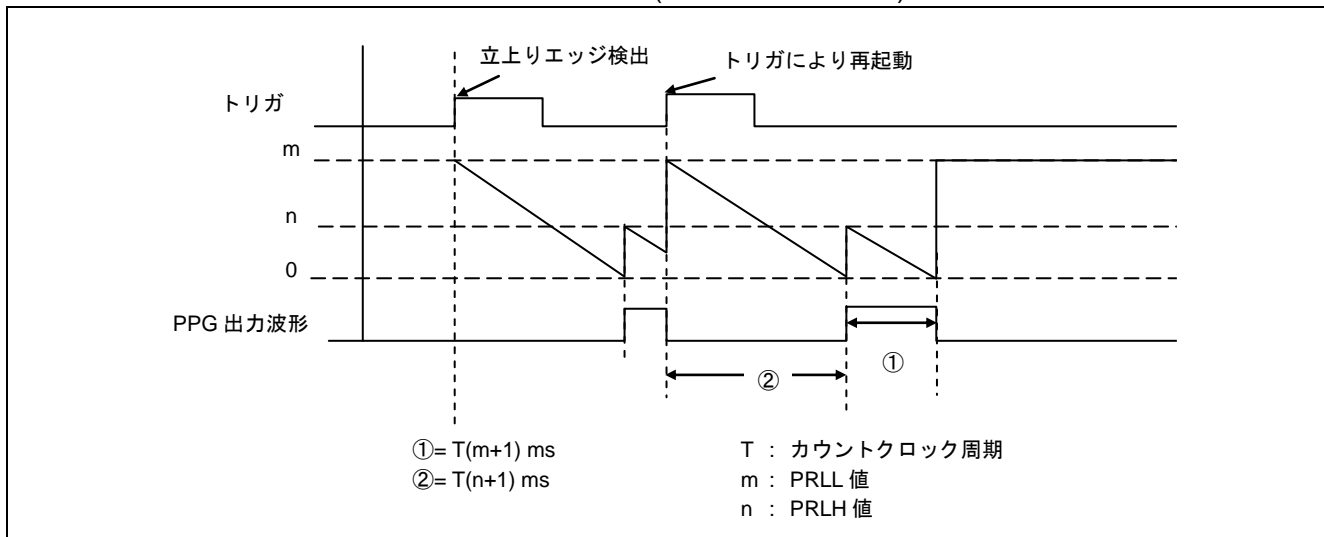 立上りエッジ検出
トリガにより再起動
トリガ
m
n
0
PPG 出力波形
①
②
①= T(m+1) ms
②= T(n+1) ms
T : カウントクロック周期
m : PRLL 値
n : PRLH 値